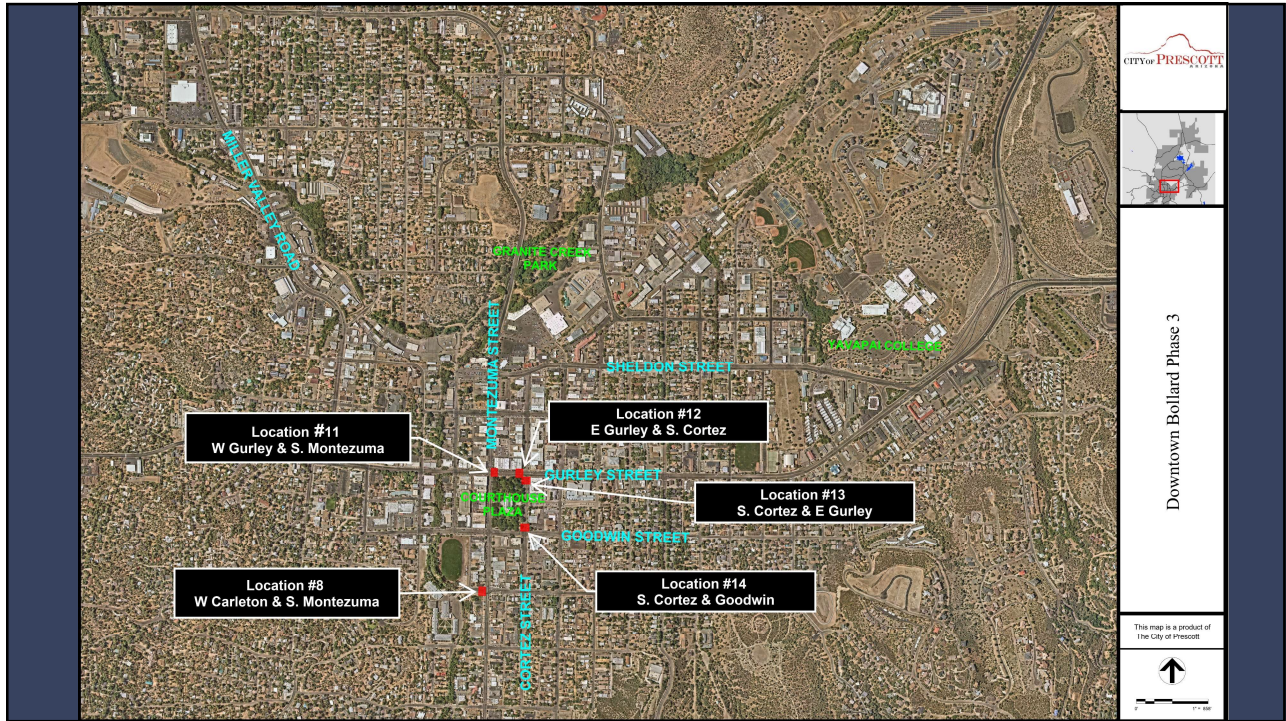 MILLER VALLEY ROAD
GRANITE CREEK
PARK
MONTEZUMA STREET
YAVAPAI COLLEGE
SHELDON STREET
Location #12
E Gurley & S. Cortez
Location #11
W Gurley & S. Montezuma
GURLEY STREET
COURTHOUSE
PLAZA
Location #13
S. Cortez & E Gurley
GOODWIN STREET
Location #8
W Carleton & S. Montezuma
Location #14
S. Cortez & Goodwin
CORTEZ STREET
CITY OF PRESCOTT
ARIZONA
Downtown Bollard Phase 3
This map is a product of
The City of Prescott
0'